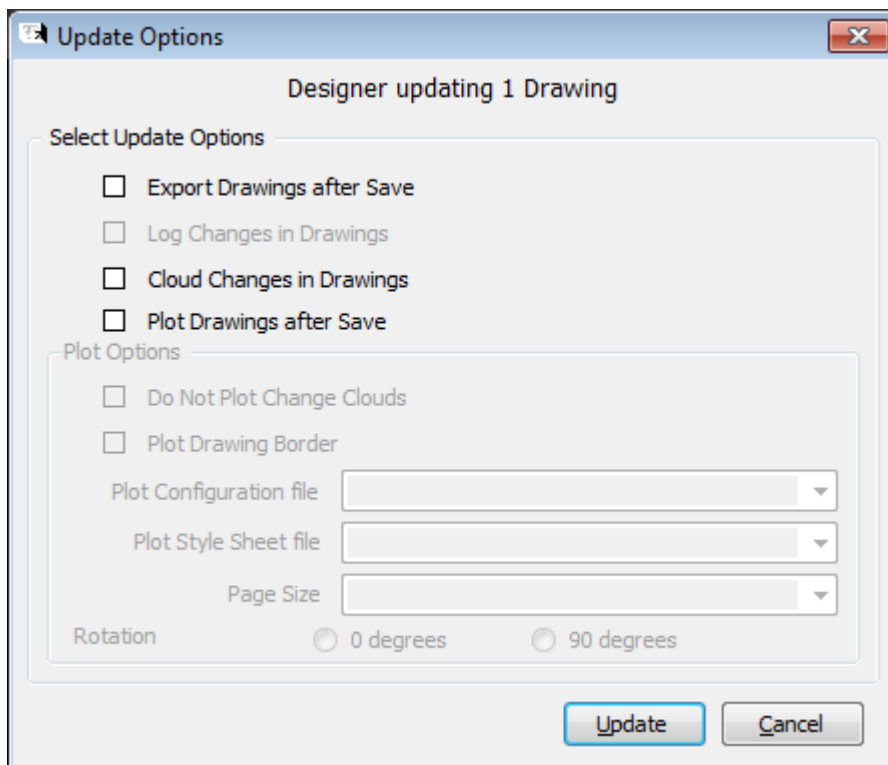 Update Options
Designer updating 1 Drawing
Select Update Options
Export Drawings after Save
Log Changes in Drawings
Cloud Changes in Drawings
Plot Drawings after Save
Plot Options
Do Not Plot Change Clouds
Plot Drawing Border
Plot Configuration file
Plot Style Sheet file
Page Size
Rotation 0 degrees 90 degrees
Update Cancel